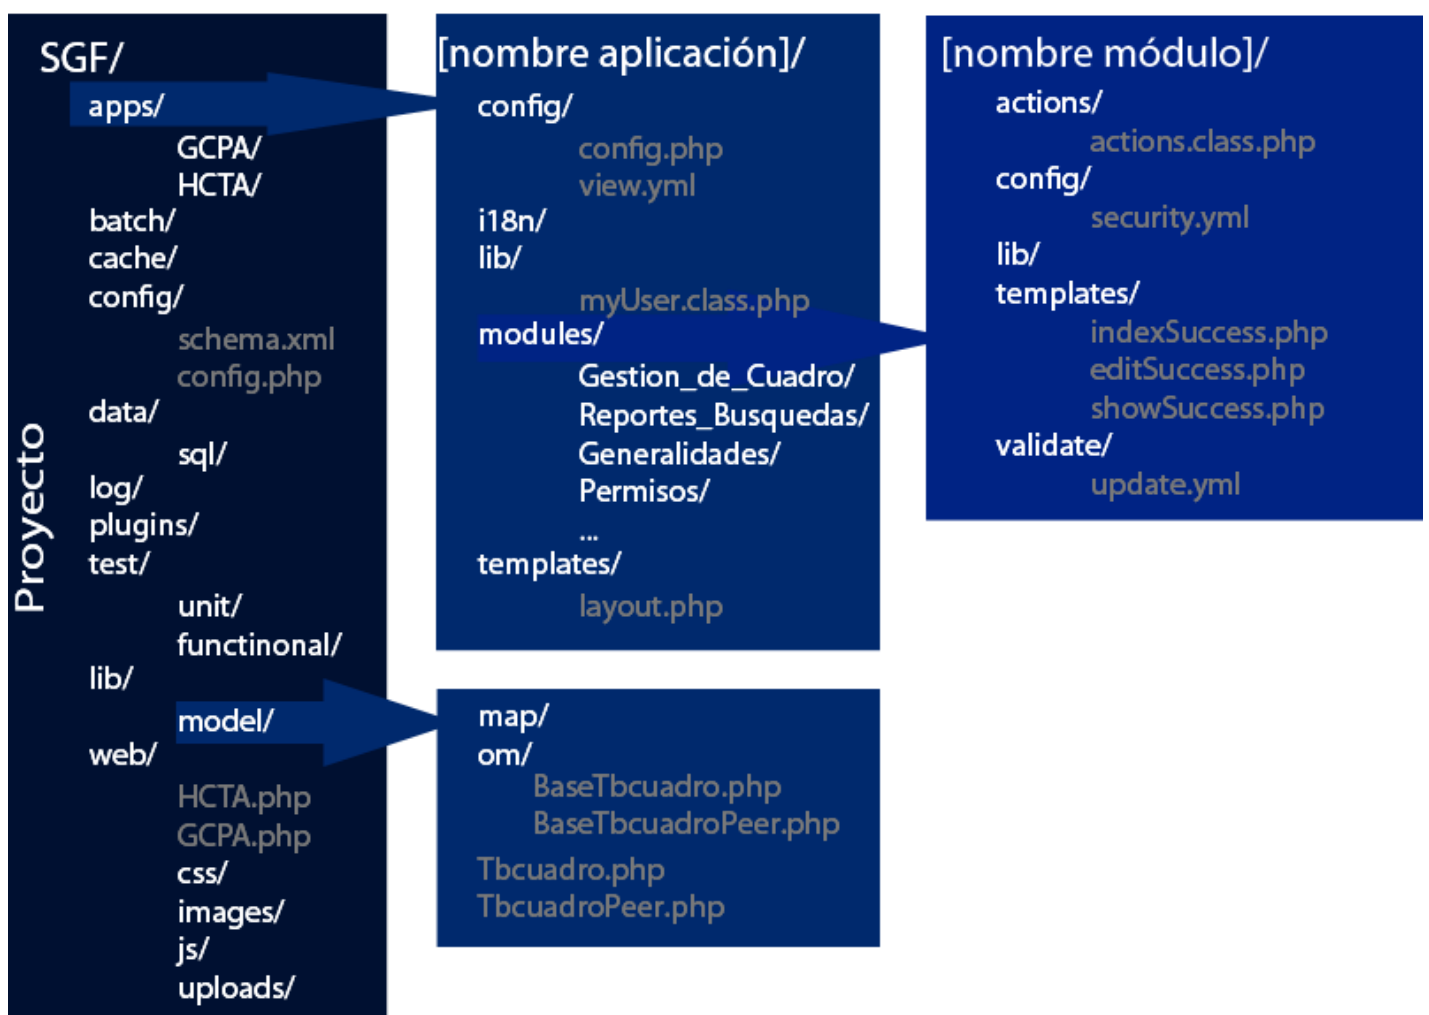 Proyecto
SGF/
apps/
GCPA/
HCTA/
batch/
cache/
config/
schema.xml
config.php
data/
sql/
log/
plugins/
test/
unit/
functinonal/
lib/
model/
web/
HCTA.php
GCPA.php
css/
images/
js/
uploads/
[nombre aplicación]/
config/
config.php
view.yml
i18n/
lib/
myUser.class.php
modules/
Gestion_de_Cuadro/
Reportes_Busquedas/
Generalidades/
Permisos/
...
templates/
layout.php
map/
om/
BaseTbcuadro.php
BaseTbcuadroPeer.php
Tbcuadro.php
TbcuadroPeer.php
[nombre módulo]/
actions/
actions.class.php
config/
security.yml
lib/
templates/
indexSuccess.php
editSuccess.php
showSuccess.php
validate/
update.yml